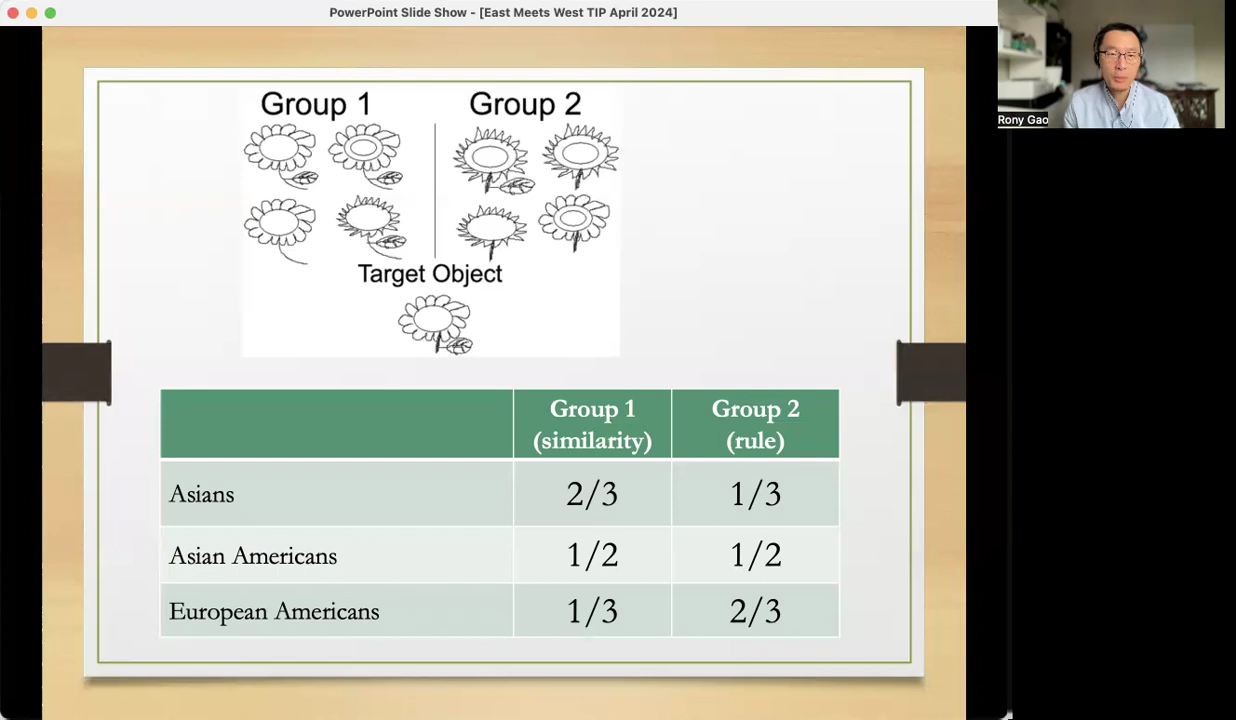 PowerPoint Slide Show - [East Meets West TIP April 2024]
Rony Gao
Group 1
Group 2
Target Object
Group 1 (similarity)
Group 2 (rule)
Asians 2/3 1/3
Asian Americans 1/2 1/2
European Americans 1/3 2/3